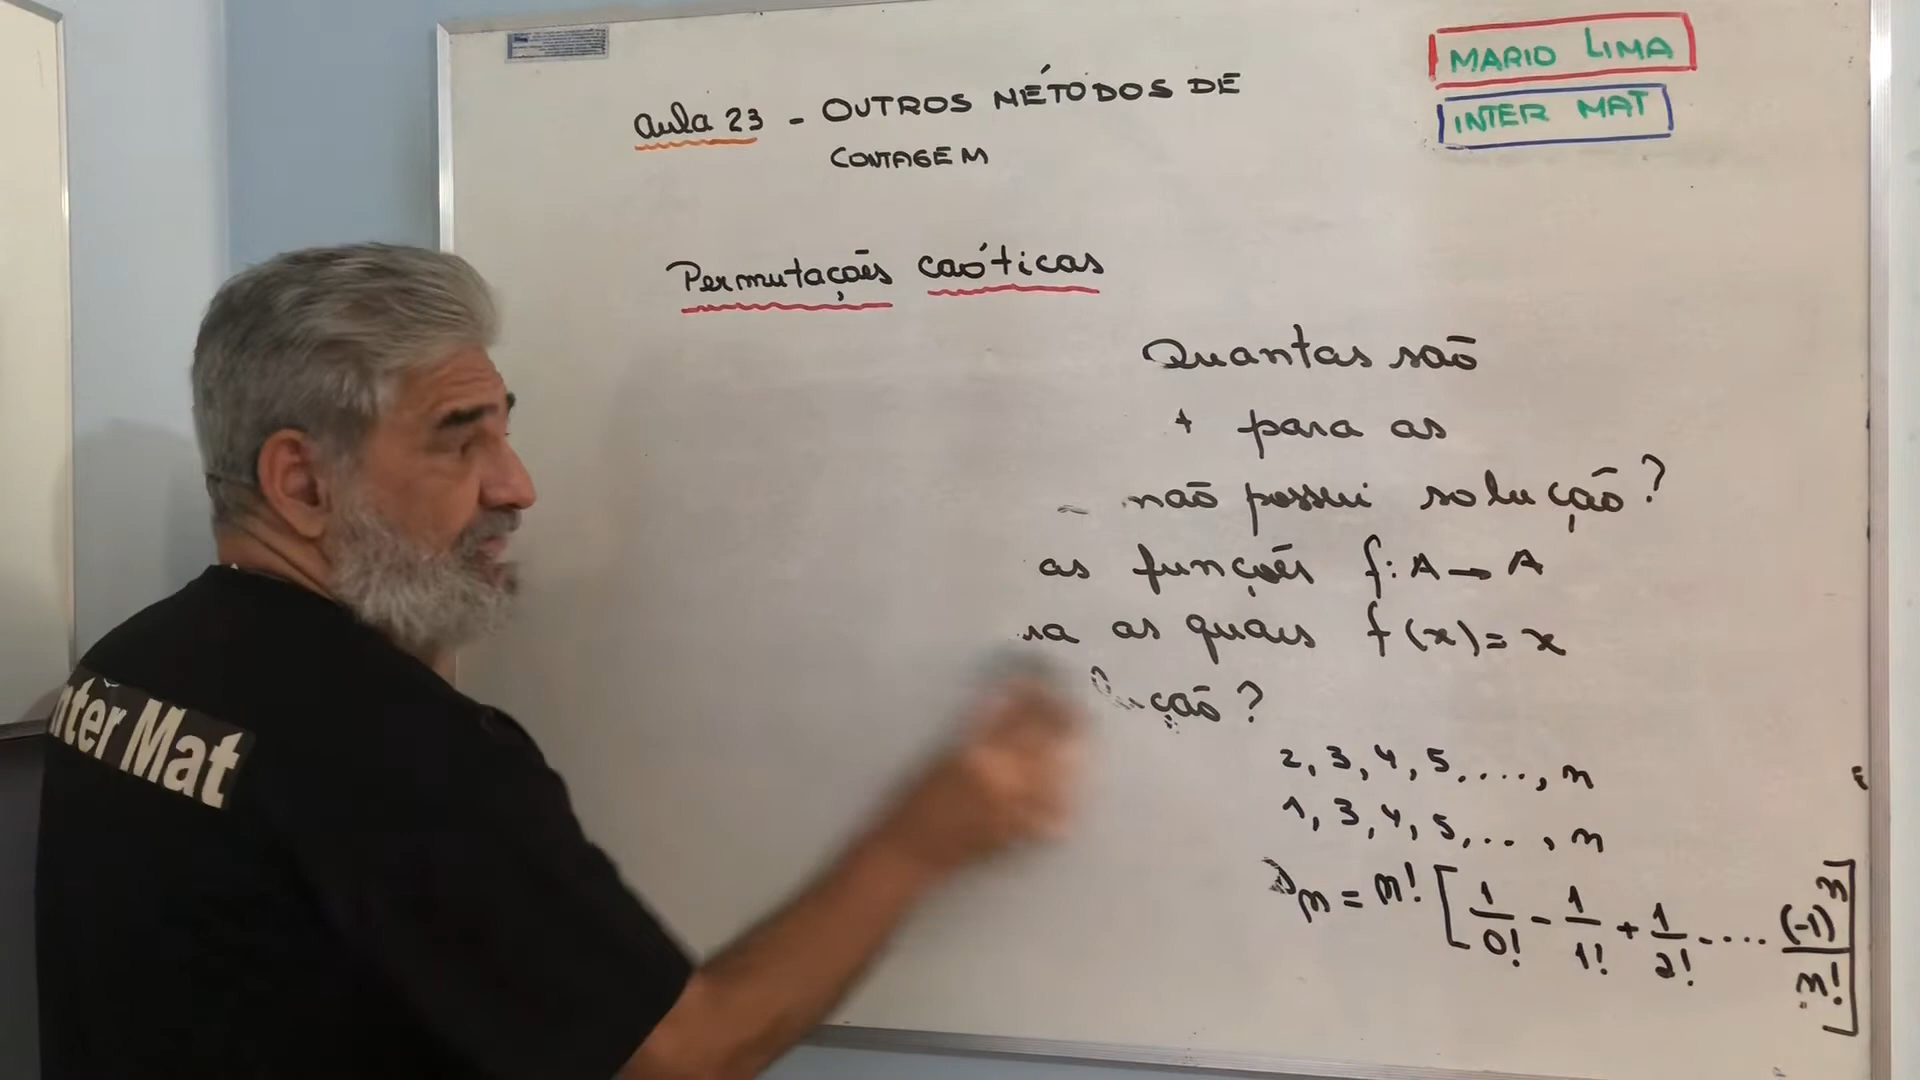 Aula 23 - OUTROS MÉTODOS DE
CONTAGEM
MARIO LIMA
INTER MAT
Permutações caóticas
Quantas são
para as
não possui solução?
as funções f: A → A
ra as quais f(x) = x
ção?
2, 3, 4, 5, ...., n
1, 3, 4, 5, ... , n
Dn = n! [1/0! - 1/1! + 1/2! - .... (-1)^n/n!]
nter Mat